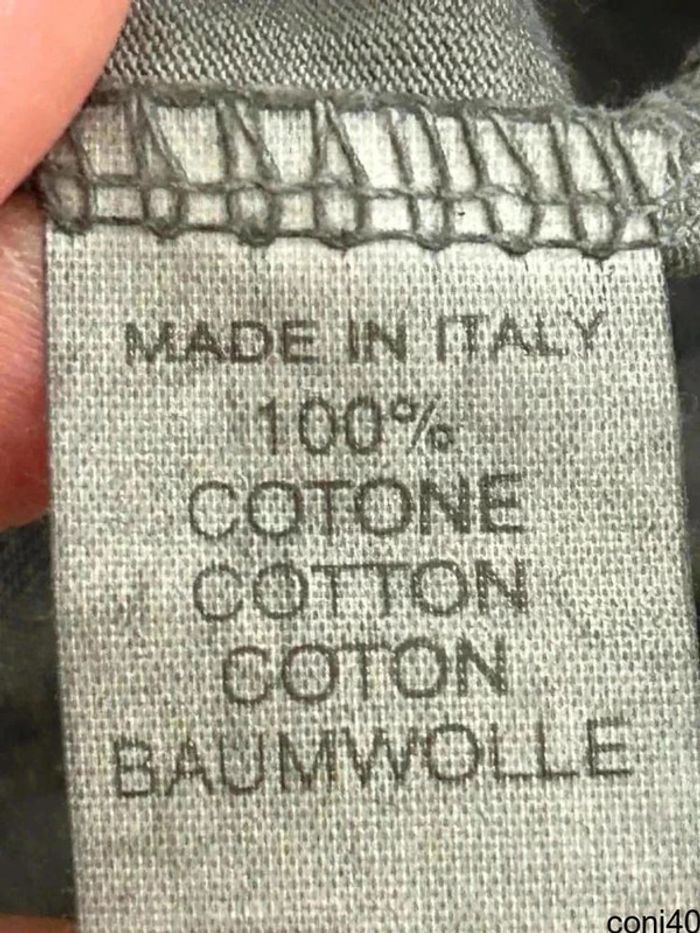 MADE IN ITALY
100%
COTONE
COTTON
COTON
BAUMWOLLE
coni40